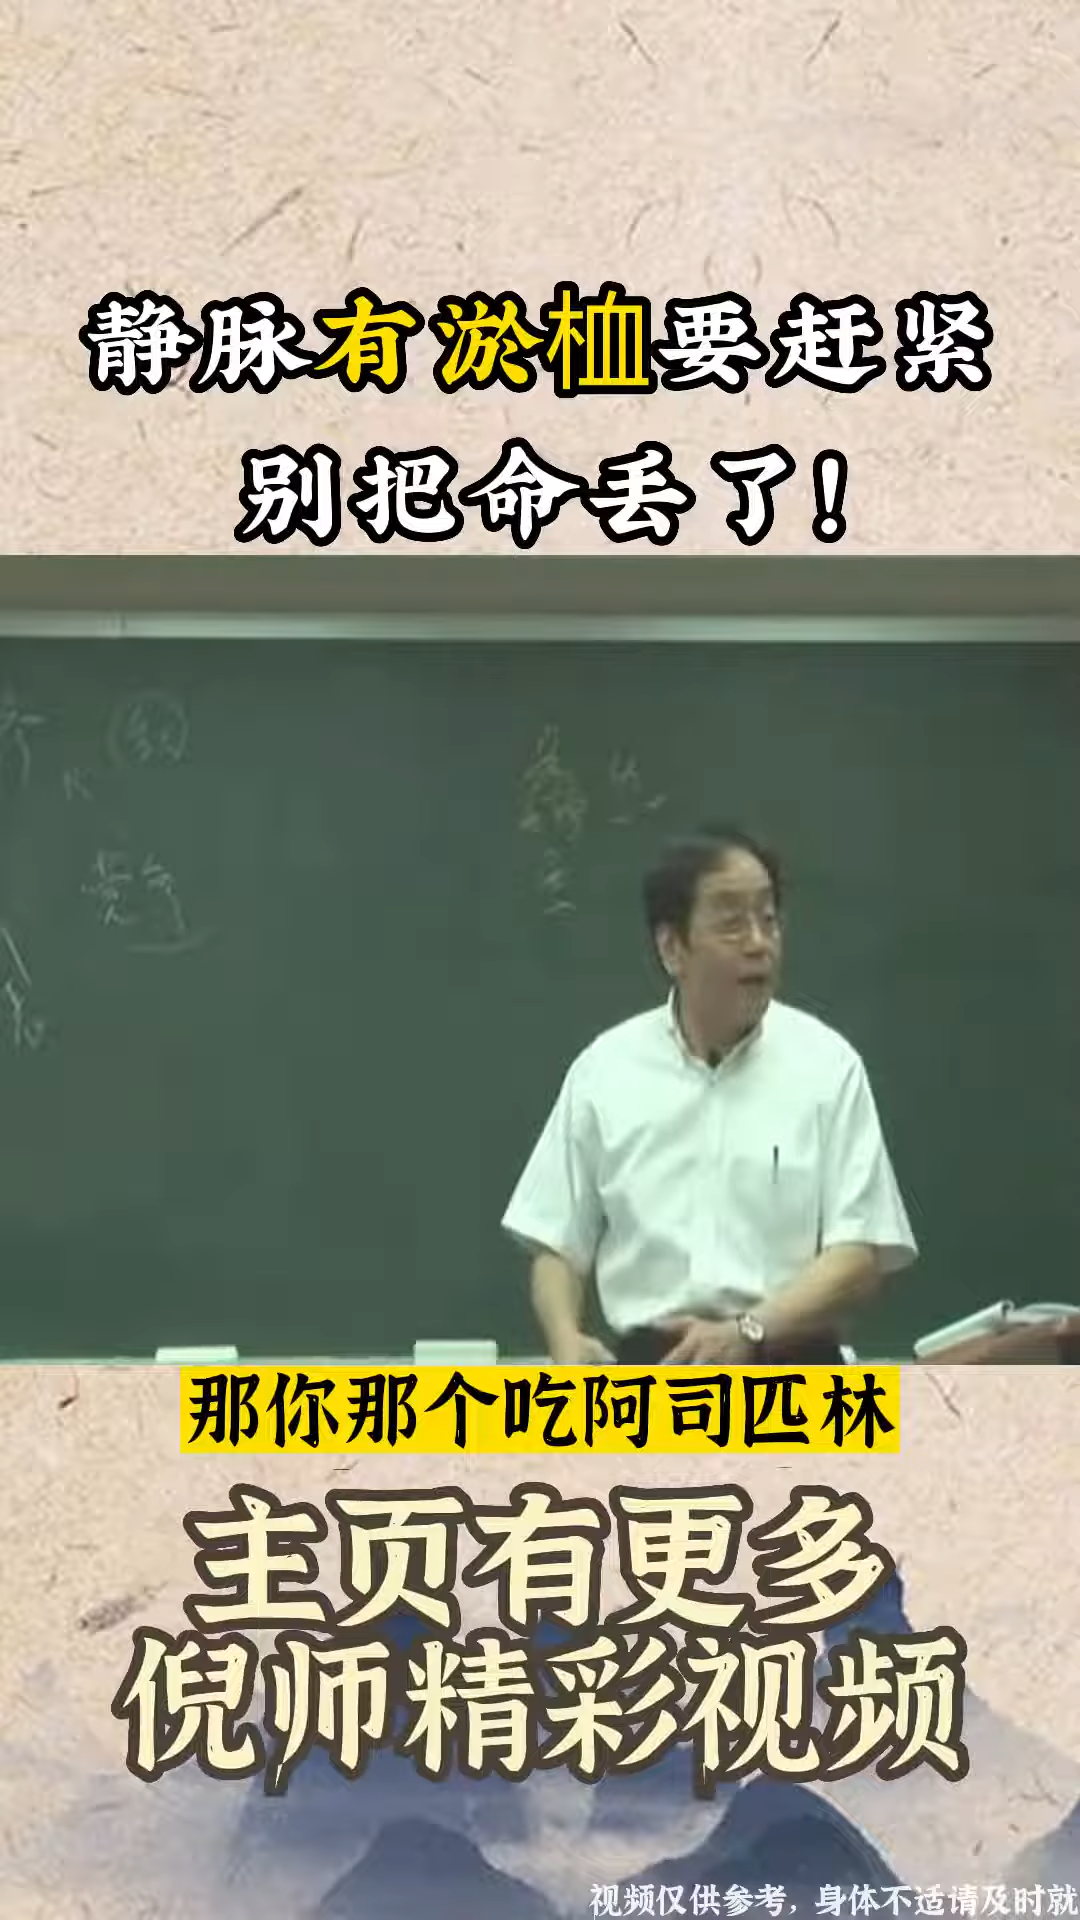 静脉有淤桖要赶紧
别把命丢了!
那你那个吃阿司匹林
主页有更多
倪师精彩视频
视频仅供参考,身体不适请及时就